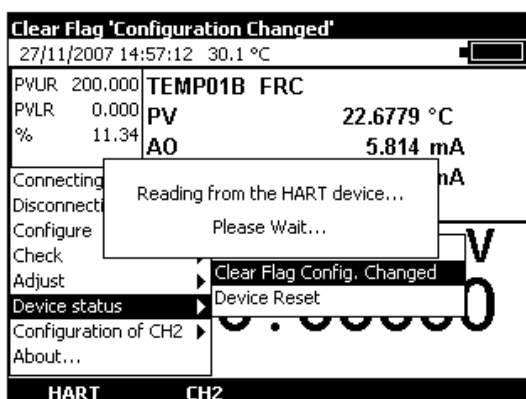 Clear Flag 'Configuration Changed'
27/11/2007 14:57:12 30.1 °C
PVUR 200.000
PVLR 0.000
% 11.34
TEMP01B FRC
PV 22.6779 °C
AO 5.814 mA
mA
Reading from the HART device...
Please Wait...
Connecting
Disconnecti
Configure
Check
Adjust
Device status
Configuration of CH2
About...
Clear Flag Config. Changed
Device Reset
V
HART CH2